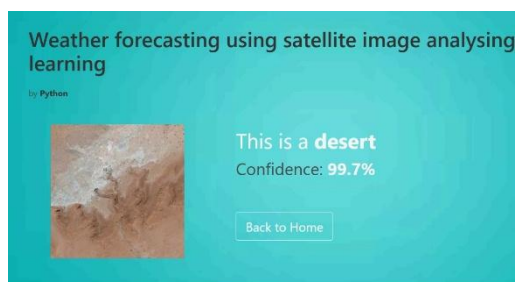 Weather forecasting using satellite image analysing
learning
by Python
This is a desert
Confidence: 99.7%
Back to Home